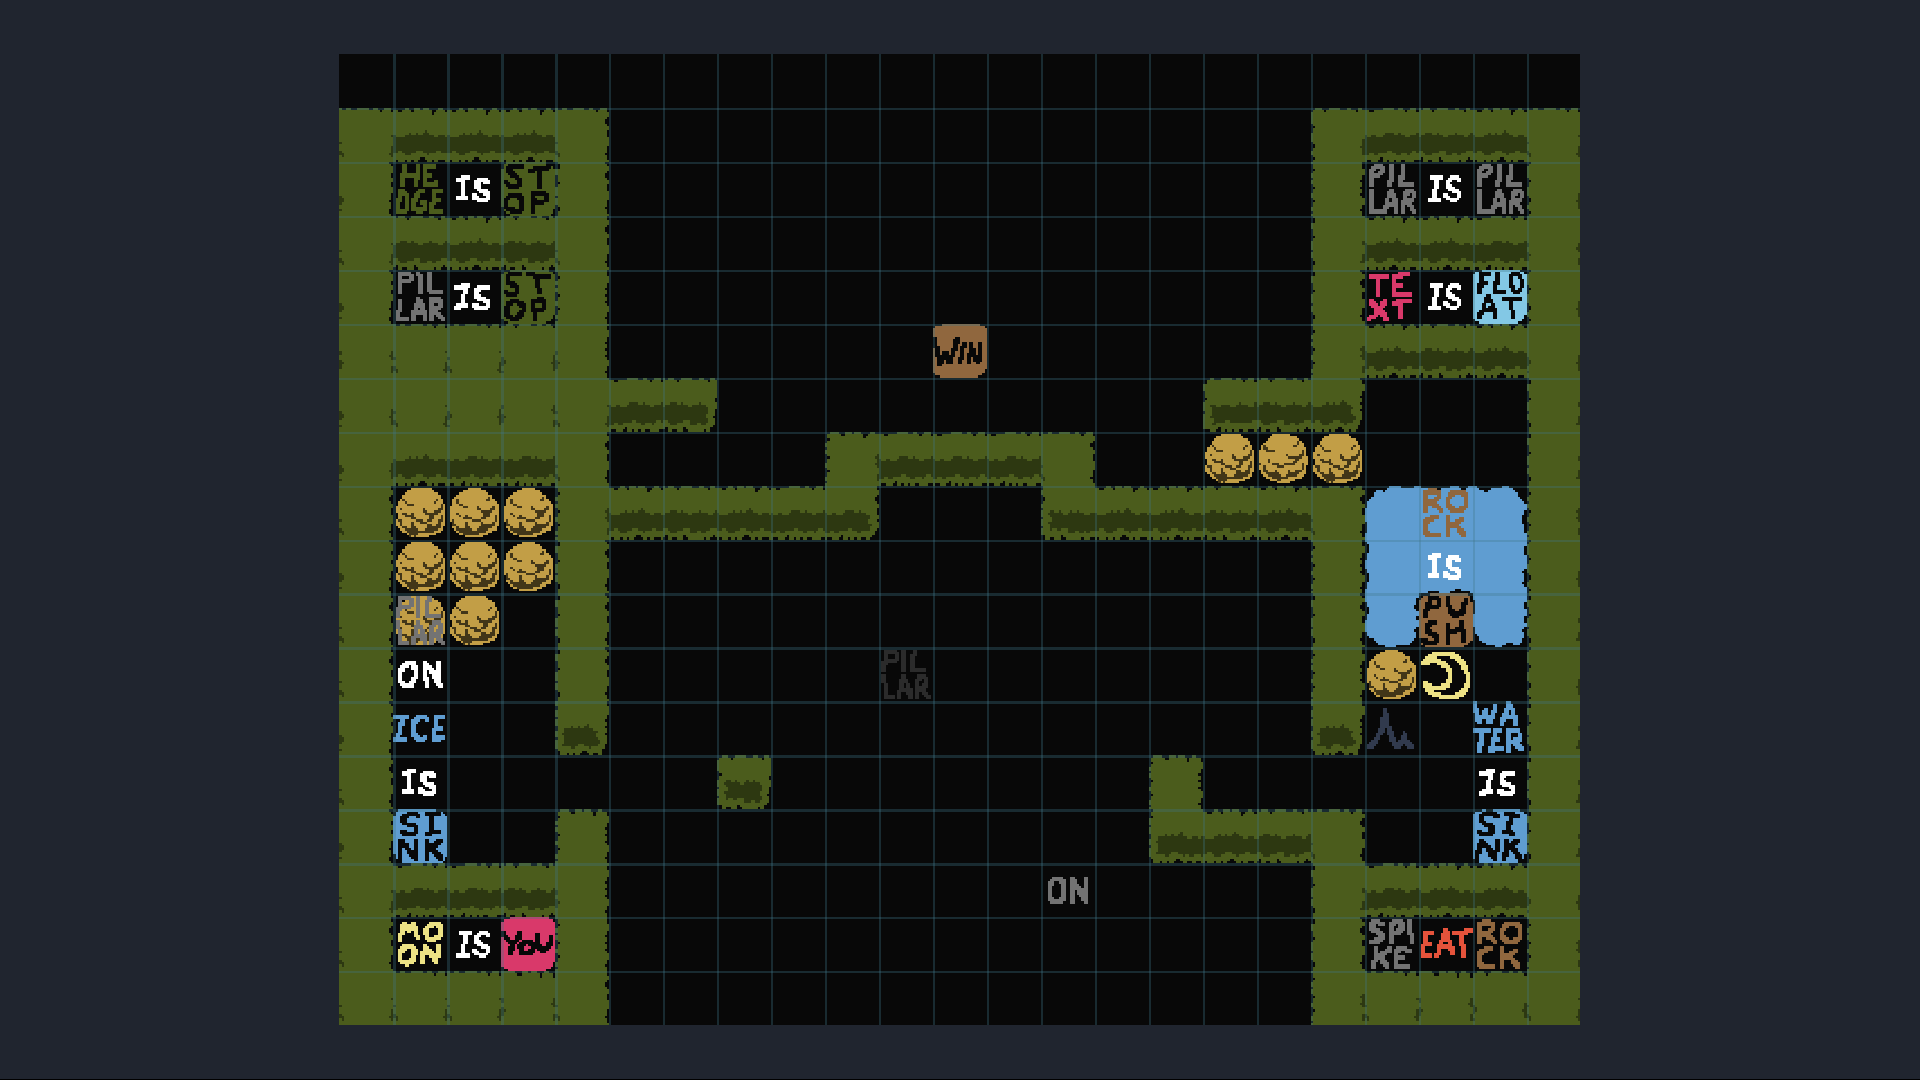 HEDGE IS STOP
PILLAR IS PILLAR
PILLAR IS STOP
TEXT IS FLOAT
WIN
ROCK
IS
PUSH
PILLAR
ON
ICE
IS
SINK
PILLAR
WATER
IS
SINK
ON
MOON IS YOU
SPIKE EAT ROCK